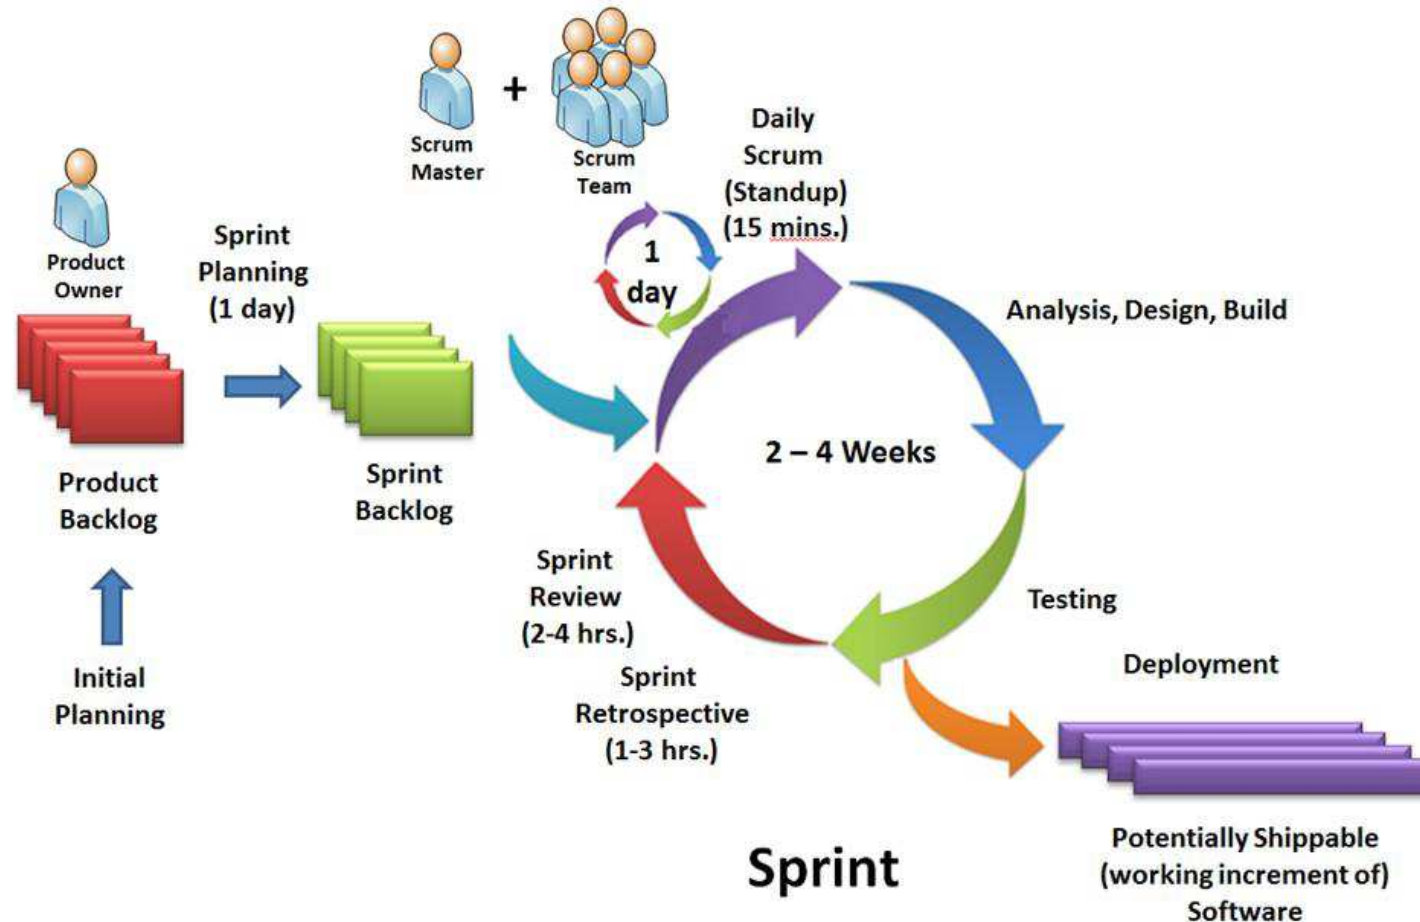 Scrum
Master
+
Scrum
Team
Daily
Scrum
(Standup)
(15 mins.)
1
day
Product
Owner
Sprint
Planning
(1 day)
Analysis, Design, Build
2 – 4 Weeks
Product
Backlog
Sprint
Backlog
Initial
Planning
Sprint
Review
(2-4 hrs.)
Sprint
Retrospective
(1-3 hrs.)
Testing
Deployment
Potentially Shippable
(working increment of)
Software
Sprint